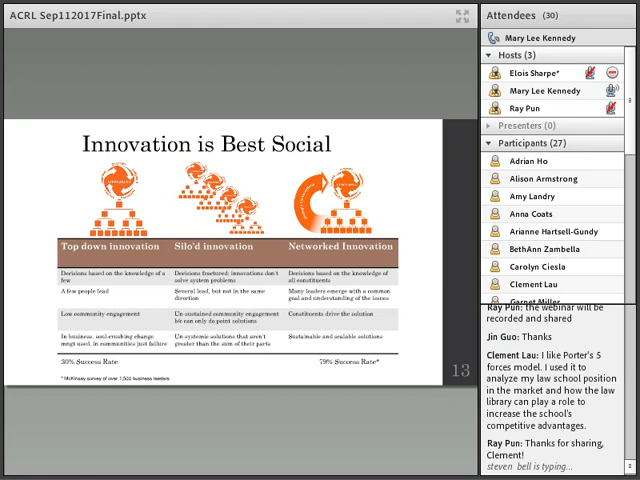 ACRL Sep112017Final.pptx
Innovation is Best Social
Top down innovation
Silo'd innovation
Networked Innovation
Decisions based on the knowledge of a
few
Decisions fractured; innovations don't
solve system problems
Decisions based on the knowledge of
all constituents
A few people lead
Several lead, but not in the same
direction
Many leaders emerge with a common
goal and understanding of the issues
Low community engagement
Un-sustained community engagement
b/c can only do point solutions
Constituents drive the solution
In business, soul-crushing change
mngt used, in communities just failure
Un-systemic solutions that aren't
greater than the sum of their parts
Sustainable and scalable solutions
30% Success Rate
79% Success Rate*
* McKinsey survey of over 1,500 business leaders
13
Attendees (30)
Mary Lee Kennedy
Hosts (3)
Elois Sharpe*
Mary Lee Kennedy
Ray Pun
Presenters (0)
Participants (27)
Adrian Ho
Alison Armstrong
Amy Landry
Anna Coats
Arianne Hartsell-Gundy
BethAnn Zambella
Carolyn Ciesla
Clement Lau
Garnet Miller
Ray Pun: the webinar will be
recorded and shared
Jin Guo: Thanks
Clement Lau: I like Porter's 5
forces model. I used it to
analyze my law school position
in the market and how the law
library can play a role to
increase the school's
competitive advantages.
Ray Pun: Thanks for sharing,
Clement!
steven bell is typing...